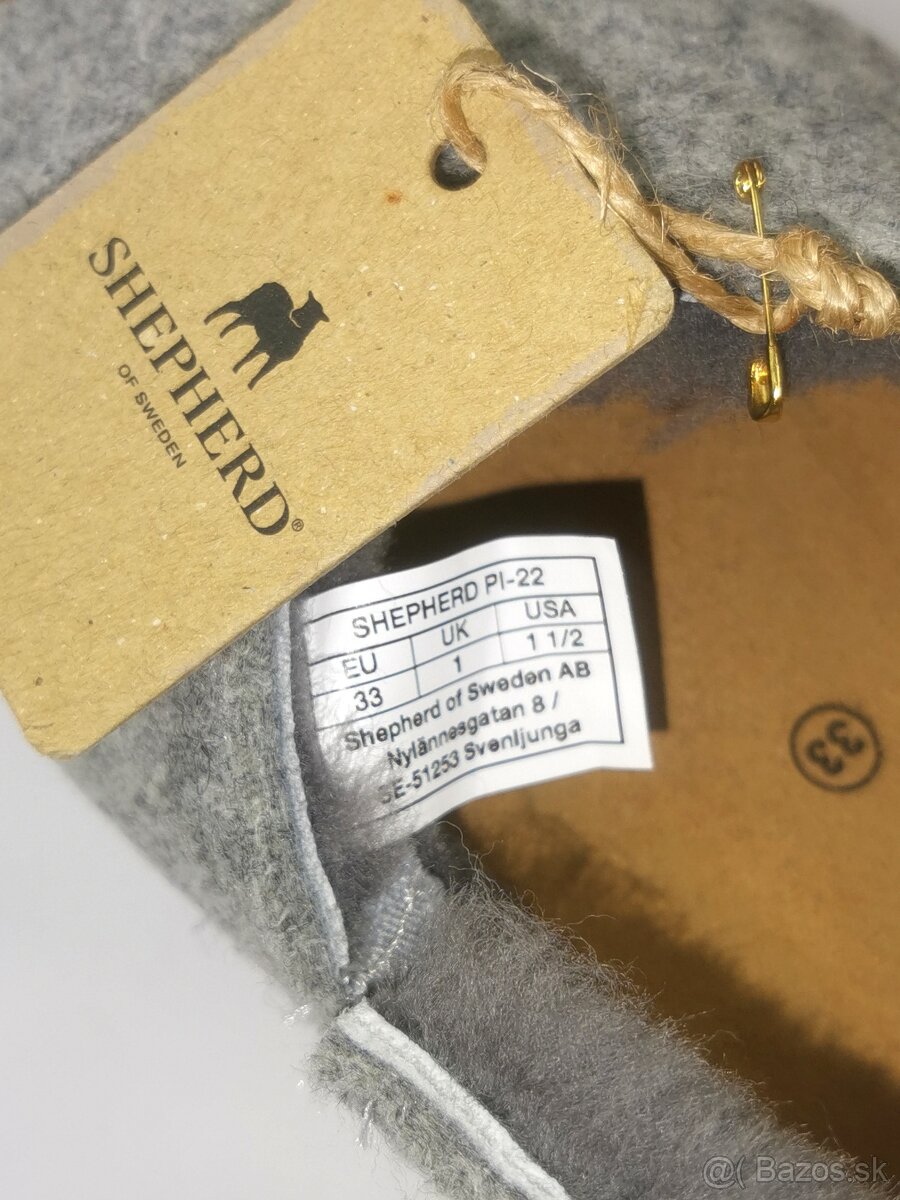 SHEPHERD®
OF SWEDEN
SHEPHERD PI-22
EU UK USA
33 1 1 1/2
Shepherd of Sweden AB
Nylännesgatan 8 /
SE-51253 Svenljunga
33
@( Bazos.sk